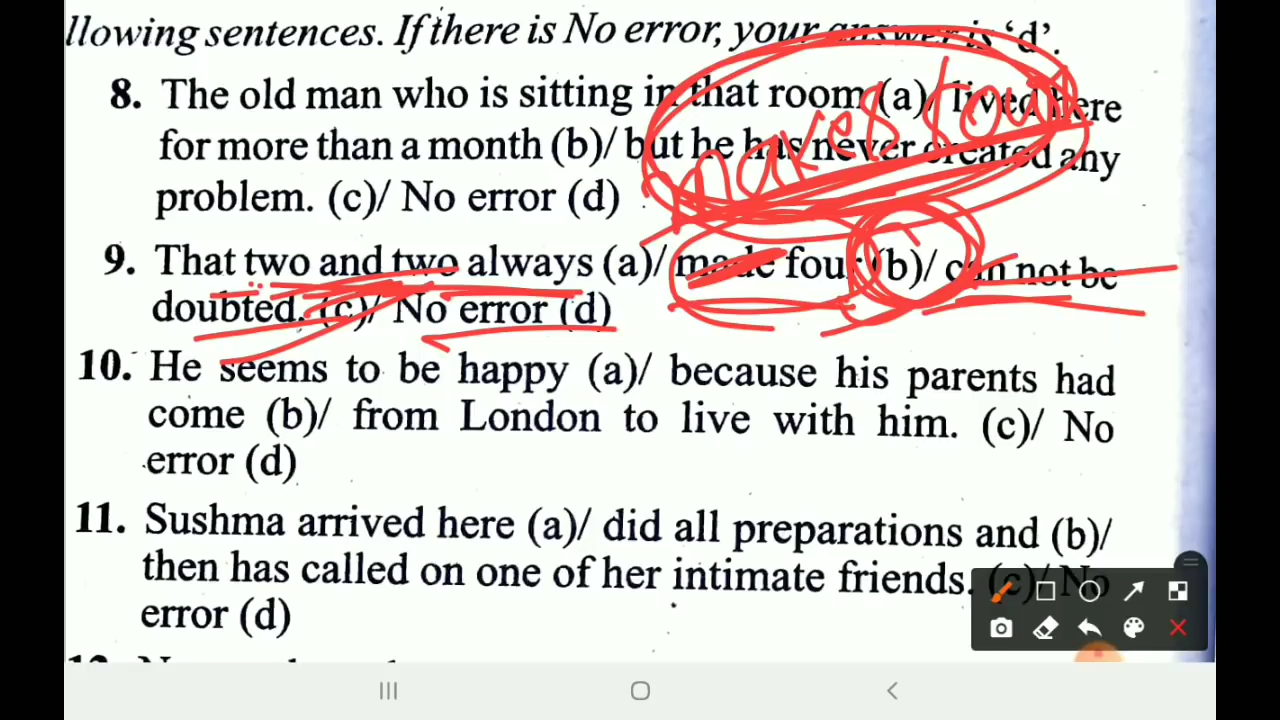 llowing sentences. If there is No error, your answer is 'd'.
8. The old man who is sitting in that room (a)/ lived here
for more than a month (b)/ but he has never created any
problem. (c)/ No error (d)
makes four
9. That two and two always (a)/ made four (b)/ can not be
doubted. (c)/ No error (d)
10. He seems to be happy (a)/ because his parents had
come (b)/ from London to live with him. (c)/ No
error (d)
11. Sushma arrived here (a)/ did all preparations and (b)/
then has called on one of her intimate friends. (c)/ No
error (d)